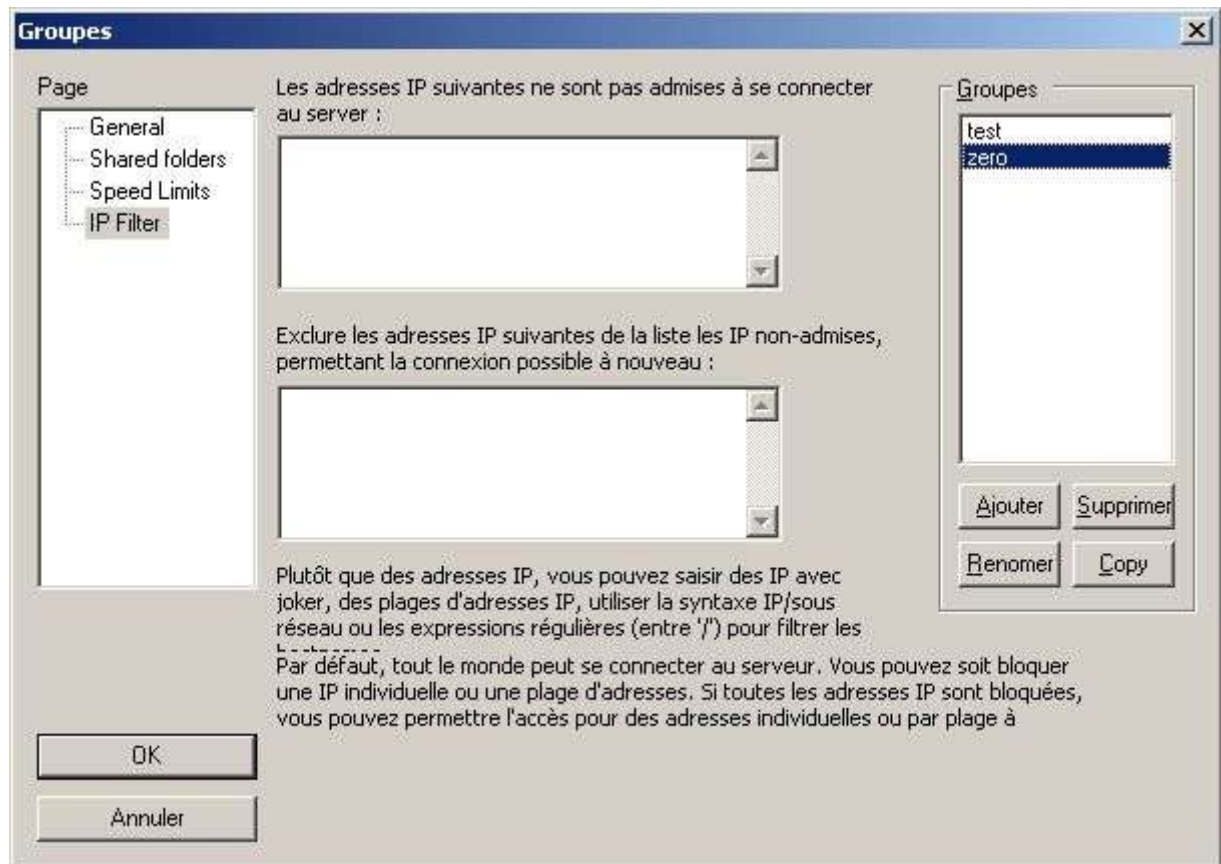 Groupes
Page
General
Shared folders
Speed Limits
IP Filter
Les adresses IP suivantes ne sont pas admises à se connecter
au server :
Exclure les adresses IP suivantes de la liste les IP non-admises,
permettant la connexion possible à nouveau :
Plutôt que des adresses IP, vous pouvez saisir des IP avec
joker, des plages d'adresses IP, utiliser la syntaxe IP/sous
réseau ou les expressions régulières (entre '/') pour filtrer les
Par défaut, tout le monde peut se connecter au serveur. Vous pouvez soit bloquer
une IP individuelle ou une plage d'adresses. Si toutes les adresses IP sont bloquées,
vous pouvez permettre l'accès pour des adresses individuelles ou par plage à
Groupes
test
zero
Ajouter
Supprimer
Renomer
Copy
OK
Annuler